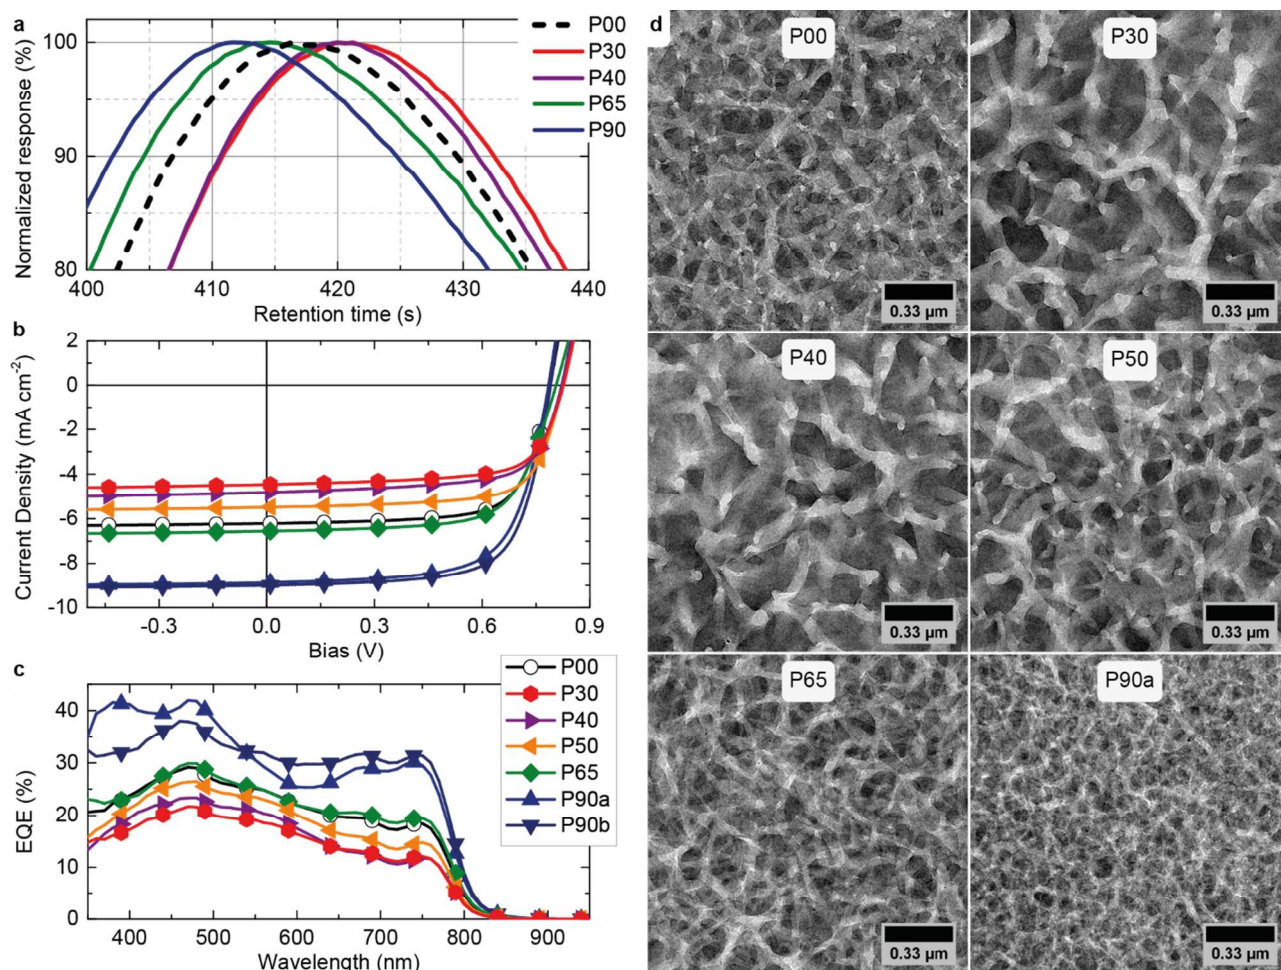 a
100
90
80
Normalized response (%)
400 410 420 430 440
Retention time (s)
P00
P30
P40
P65
P90
b
2
0
-2
-4
-6
-8
-10
Current Density (mA cm⁻²)
-0.3 0.0 0.3 0.6 0.9
Bias (V)
c
40
30
20
10
0
EQE (%)
400 500 600 700 800 900
Wavelength (nm)
P00
P30
P40
P50
P65
P90a
P90b
d
P00
0.33 µm
P30
0.33 µm
P40
0.33 µm
P50
0.33 µm
P65
0.33 µm
P90a
0.33 µm